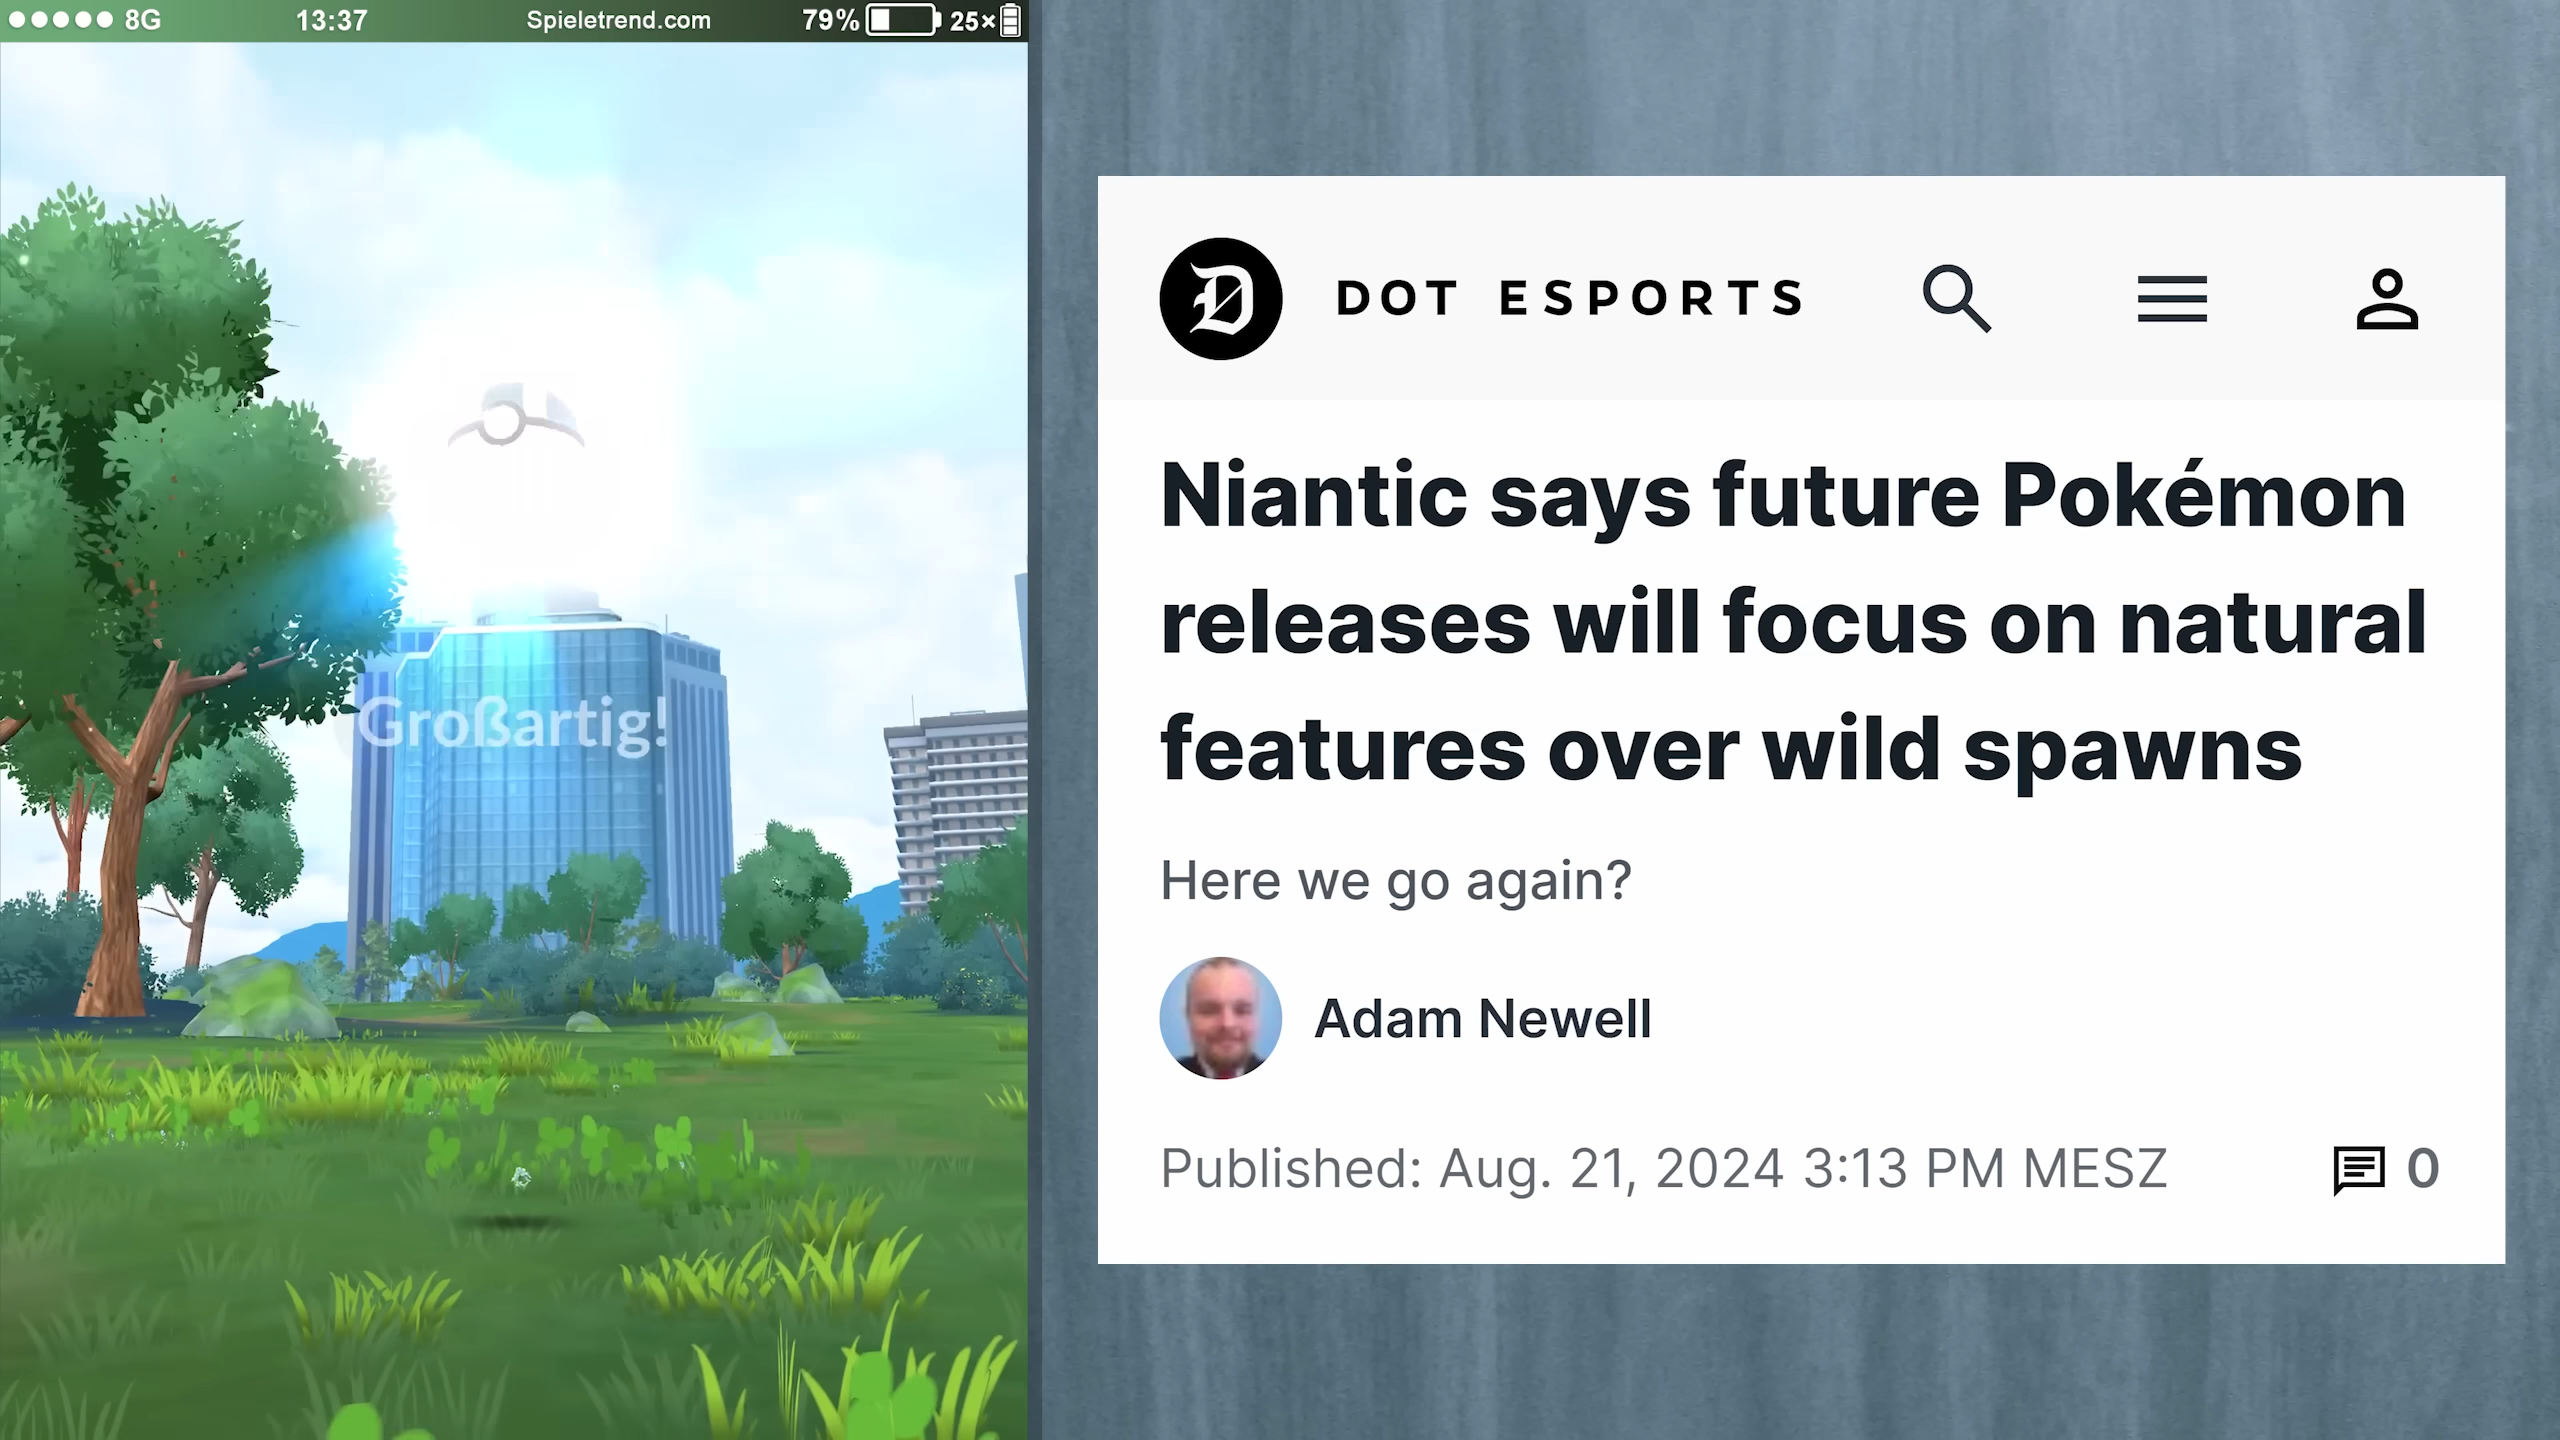 8G 13:37 Spieletrend.com 79% 25×
Großartig!
D DOT ESPORTS
Niantic says future Pokémon
releases will focus on natural
features over wild spawns
Here we go again?
Adam Newell
Published: Aug. 21, 2024 3:13 PM MESZ 0